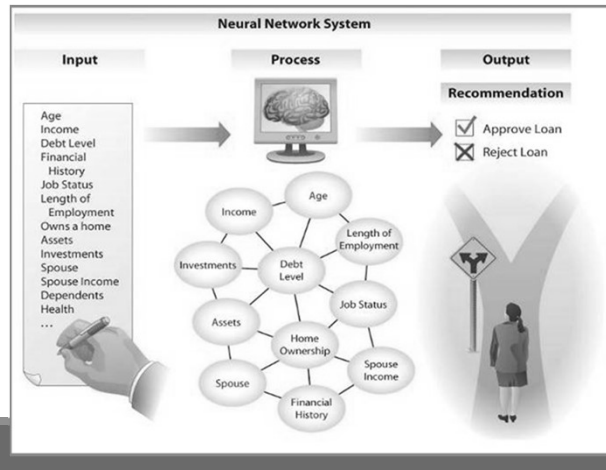 Neural Network System
Input
Process
Output
Recommendation
Age
Income
Debt Level
Financial
History
Job Status
Length of
Employment
Owns a home
Assets
Investments
Spouse
Spouse Income
Dependents
Health
...
Approve Loan
Reject Loan
Age
Income
Length of
Employment
Investments
Debt
Level
Assets
Job Status
Home
Ownership
Spouse
Spouse
Income
Financial
History